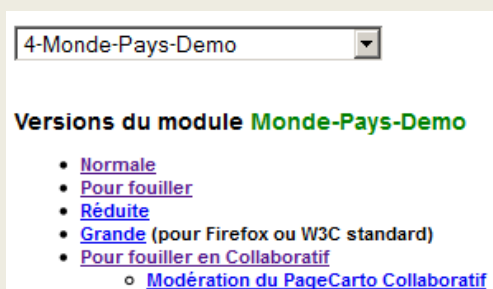 4-Monde-Pays-Demo
Versions du module Monde-Pays-Demo
Normale
Pour fouiller
Réduite
Grande (pour Firefox ou W3C standard)
Pour fouiller en Collaboratif
Modération du PageCarto Collaboratif